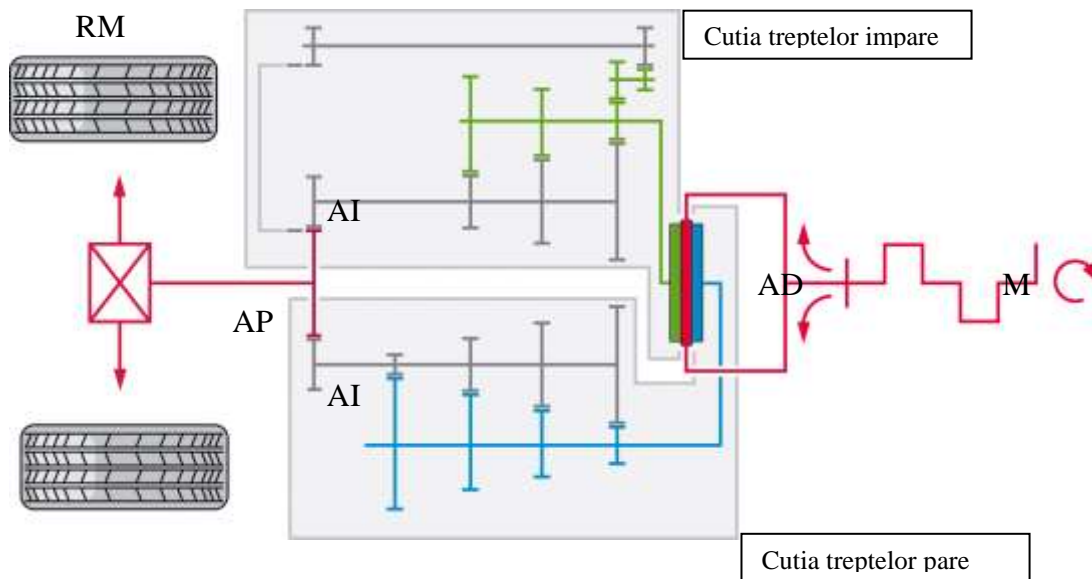 RM
Cutia treptelor impare
AI
AD
M
AP
AI
Cutia treptelor pare